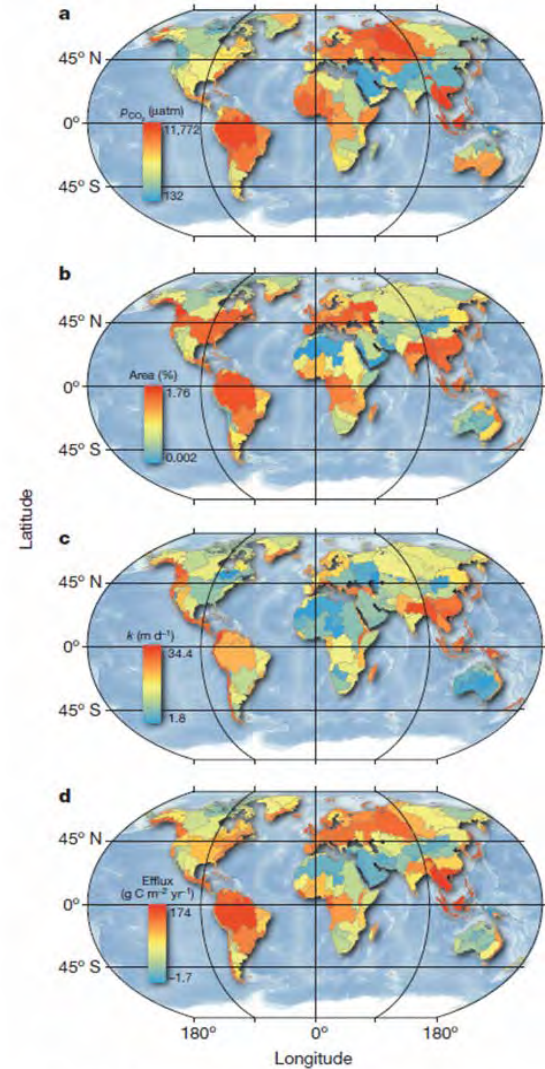 a
45° N
pCO₂ (μatm)
11,772
0°
45° S
132
b
45° N
Area (%)
1.76
0°
45° S
0.002
Latitude
c
45° N
k (m d⁻¹)
34.4
0°
45° S
1.8
d
45° N
Efflux
(g C m⁻² yr⁻¹)
174
0°
45° S
-1.7
180° 0° 180°
Longitude